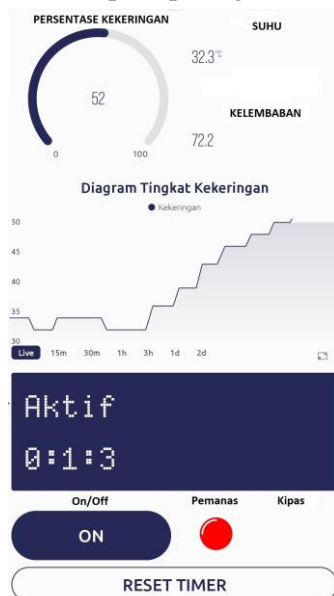 PERSENTASE KEKERINGAN
SUHU
32.3°C
52
KELEMBABAN
72.2
0 100
Diagram Tingkat Kekeringan
Kekeringan
50
45
40
35
30
Live 15m 30m 1h 3h 1d 2d
Aktif
0:1:3
On/Off Pemanas Kipas
ON
RESET TIMER